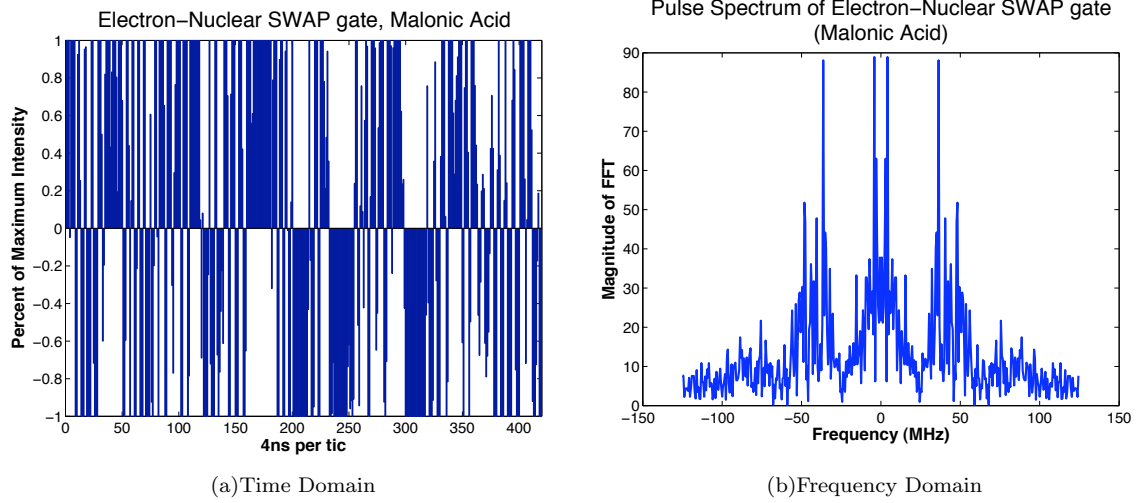 Electron−Nuclear SWAP gate, Malonic Acid
Percent of Maximum Intensity
1
0.8
0.6
0.4
0.2
0
−0.2
−0.4
−0.6
−0.8
−1
0 50 100 150 200 250 300 350 400
4ns per tic
(a)Time Domain
Pulse Spectrum of Electron−Nuclear SWAP gate
(Malonic Acid)
Magnitude of FFT
90
80
70
60
50
40
30
20
10
0
−150 −100 −50 0 50 100 150
Frequency (MHz)
(b)Frequency Domain